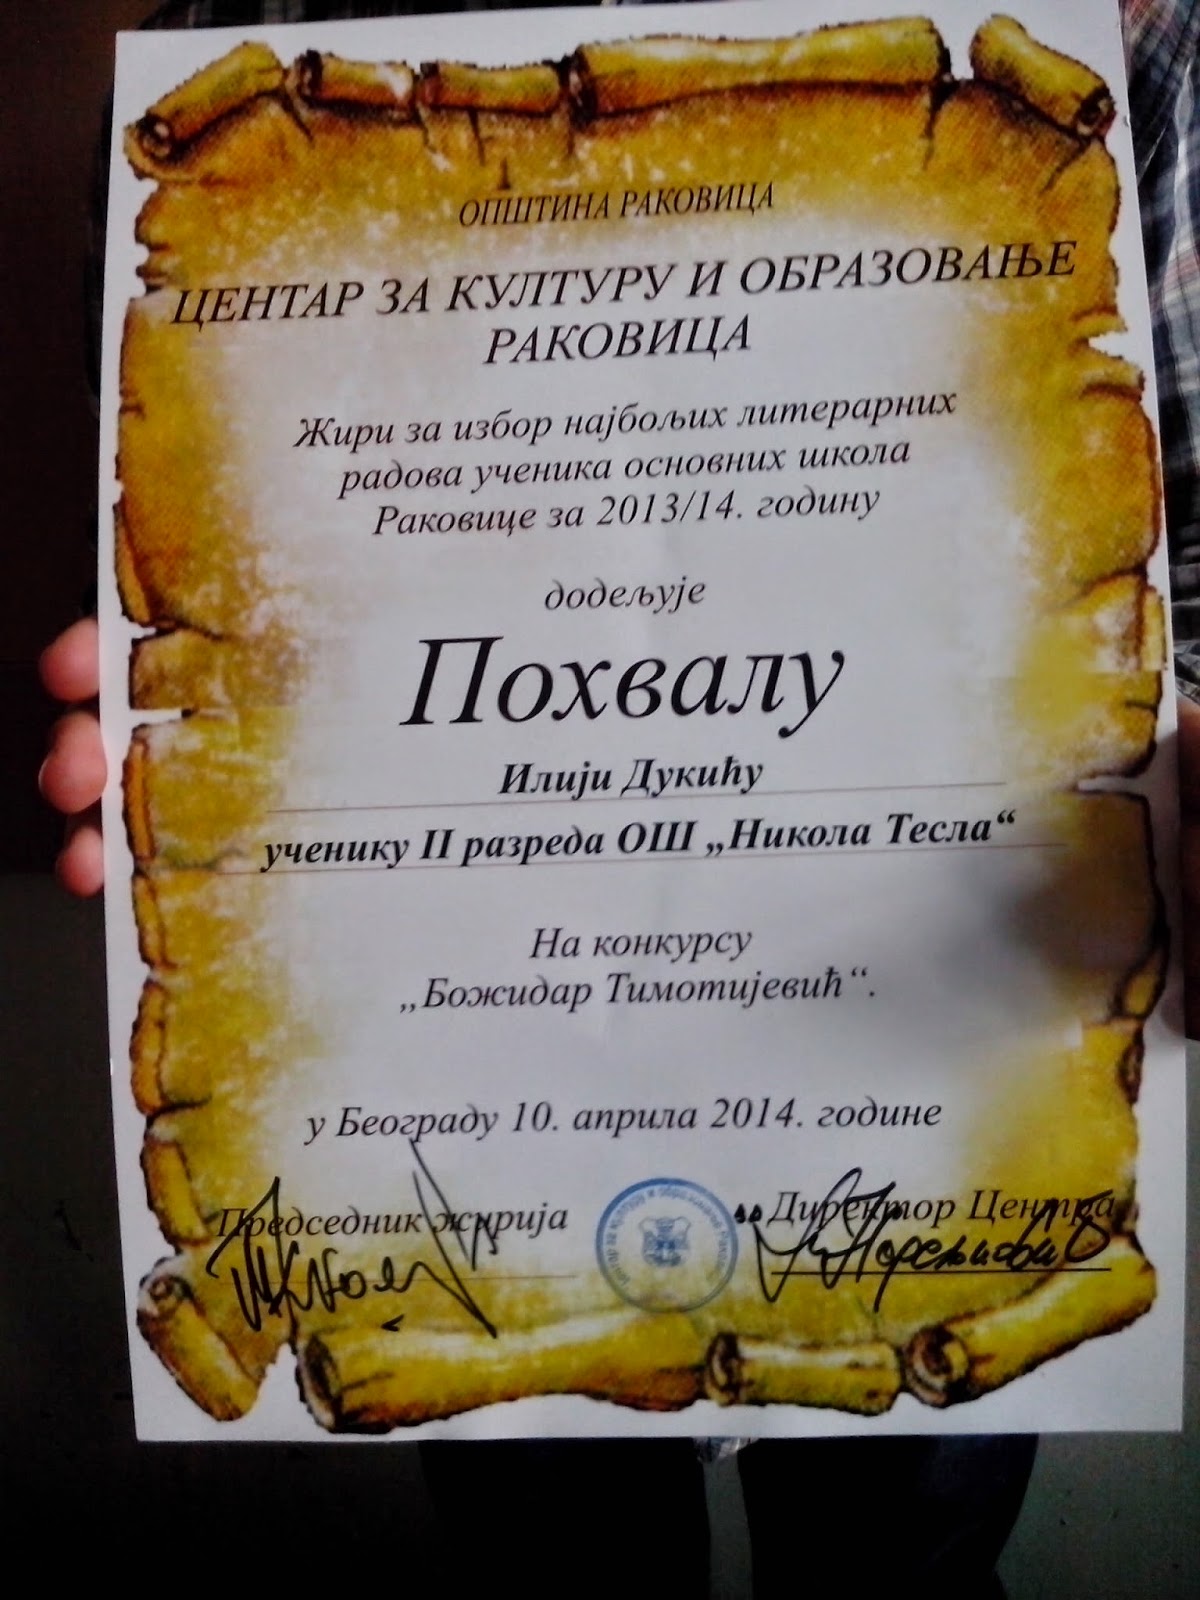 ОПШТИНА РАКОВИЦА
ЦЕНТАР ЗА КУЛТУРУ И ОБРАЗОВАЊЕ
РАКОВИЦА
Жири за избор најбољих литерарних
радова ученика основних школа
Раковице за 2013/14. годину
додељује
Похвалу
Илији Дукићу
ученику II разреда ОШ „Никола Тесла“
На конкурсу
„Божидар Тимотијевић“.
у Београду 10. априла 2014. године
Председник жирија
Директор Центра